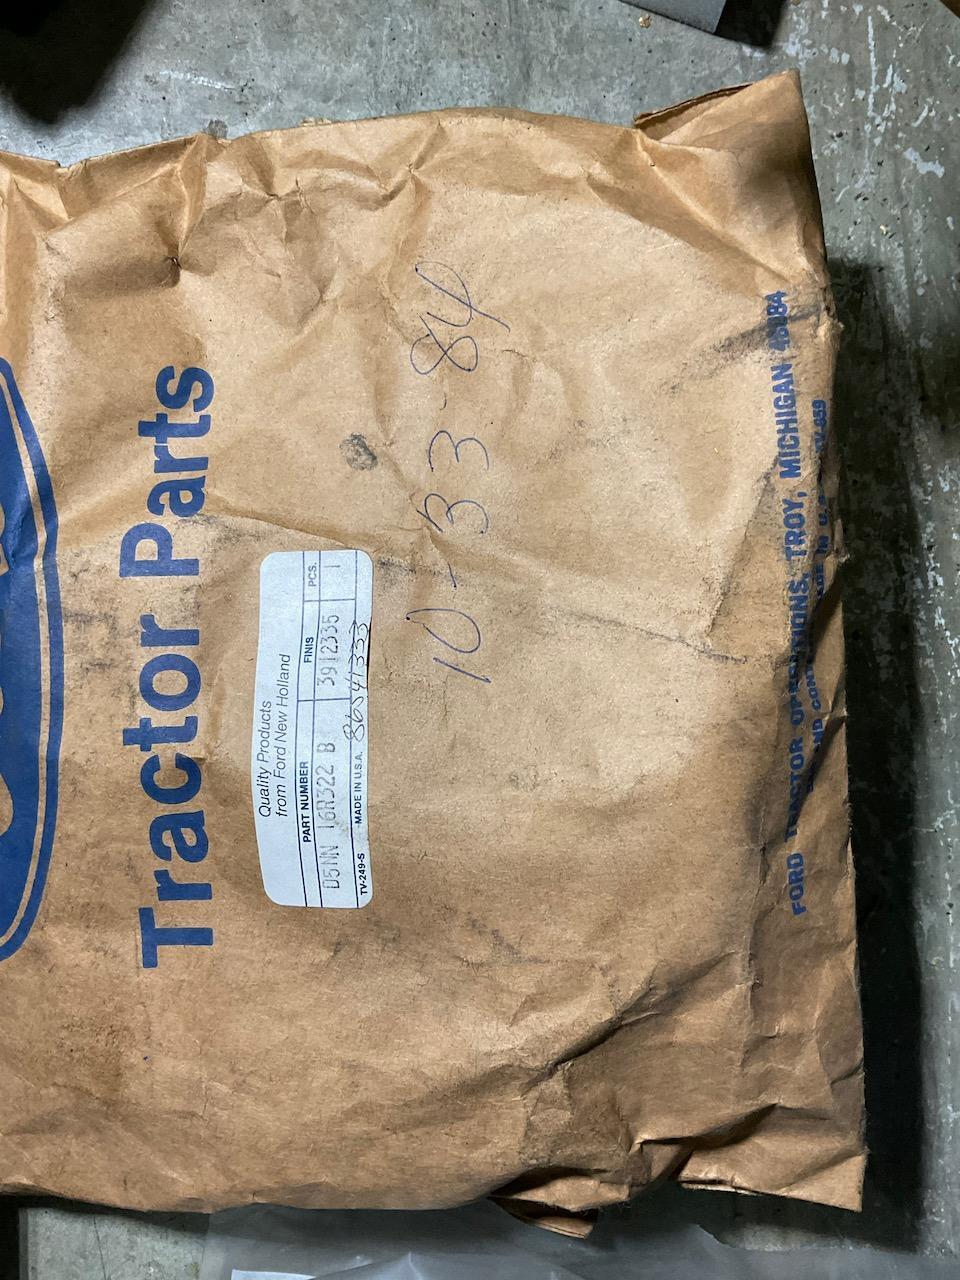 Tractor Parts
Quality Products
from Ford New Holland
PART NUMBER FINIS PCS.
D5NN 16A322 B 3912335 1
TV-249-S MADE IN U.S.A. 86541333
10-33-84
FORD TRACTOR OPERATIONS, TROY, MICHIGAN 48084